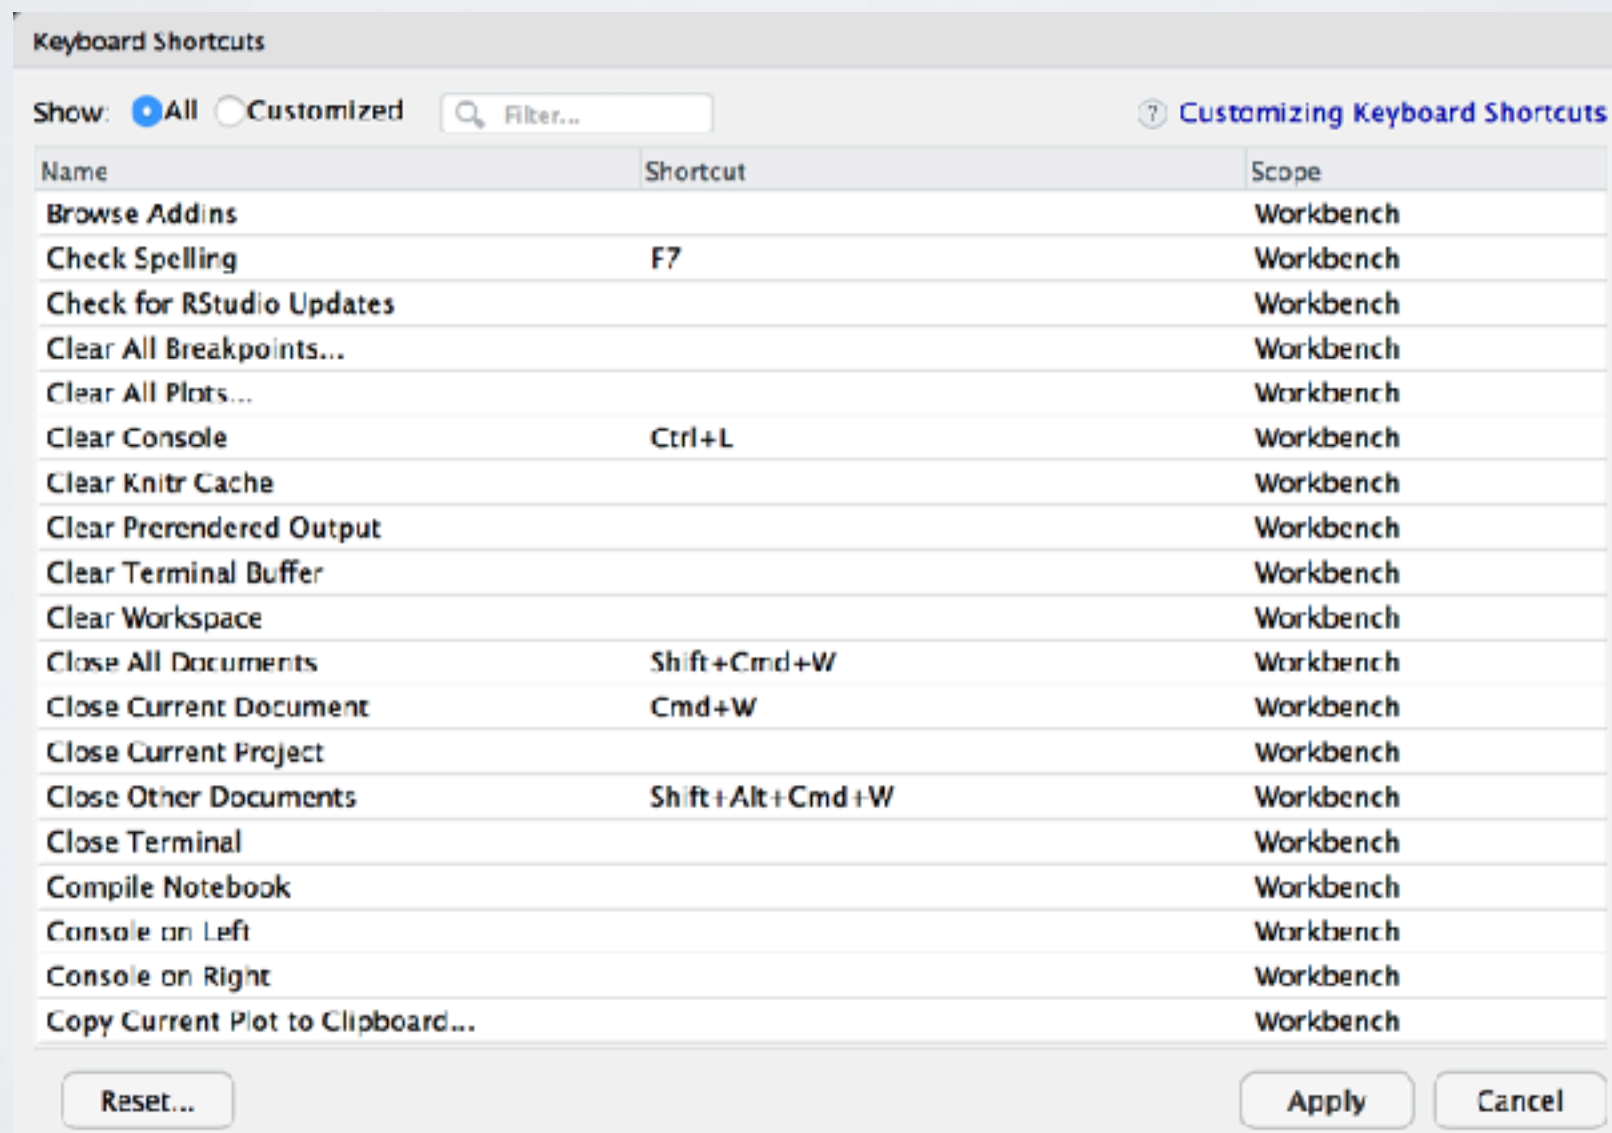 Keyboard Shortcuts
Show: All Customized Filter... ? Customizing Keyboard Shortcuts
Name Shortcut Scope
Browse Addins Workbench
Check Spelling F7 Workbench
Check for RStudio Updates Workbench
Clear All Breakpoints... Workbench
Clear All Plots... Workbench
Clear Console Ctrl+L Workbench
Clear Knitr Cache Workbench
Clear Prerendered Output Workbench
Clear Terminal Buffer Workbench
Clear Workspace Workbench
Close All Documents Shift+Cmd+W Workbench
Close Current Document Cmd+W Workbench
Close Current Project Workbench
Close Other Documents Shift+Alt+Cmd+W Workbench
Close Terminal Workbench
Compile Notebook Workbench
Console on Left Workbench
Console on Right Workbench
Copy Current Plot to Clipboard... Workbench
Reset... Apply Cancel